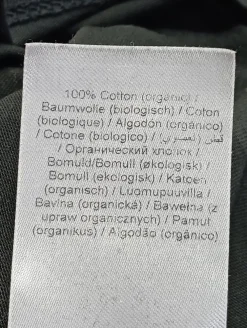 100% Cotton (organic) /
Baumwolle (biologisch) / Coton
(biologique) / Algodón (orgánico)
/ Cotone (biologico) / قطن (العضوي)
/ Органический хлопок /
Bomuld/Bomull (økologisk) /
Bomull (ekologisk) / Katoen
(organisch) / Luomupuuvilla /
Bavlna (organická) / Bawełna (z
upraw organicznych) / Pamut
(organikus) / Algodão (orgânico)